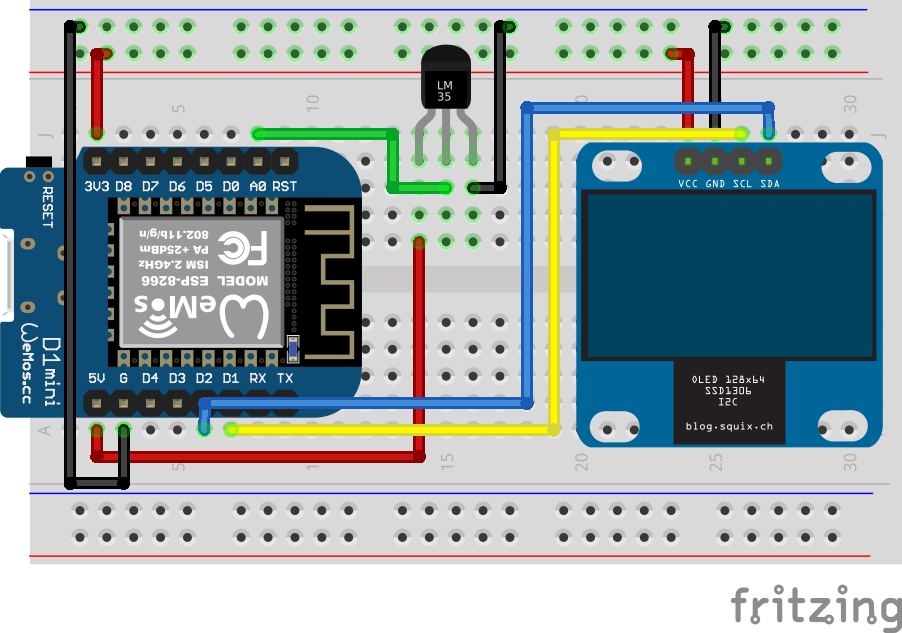 5
10
20
30
LM
35
J
J
3V3 D8 D7 D6 D5 D0 A0 RST
VCC GND SCL SDA
RESET
802.11b/g/n
PA +25dBm
ISM 2.4GHz
ESP-8266
MODEL
FC
WeMos
D1 mini
WeMos.cc
5V G D4 D3 D2 D1 RX TX
OLED 128x64
SSD1306
I2C
blog.squix.ch
A
5
10
15
20
25
30
fritzing